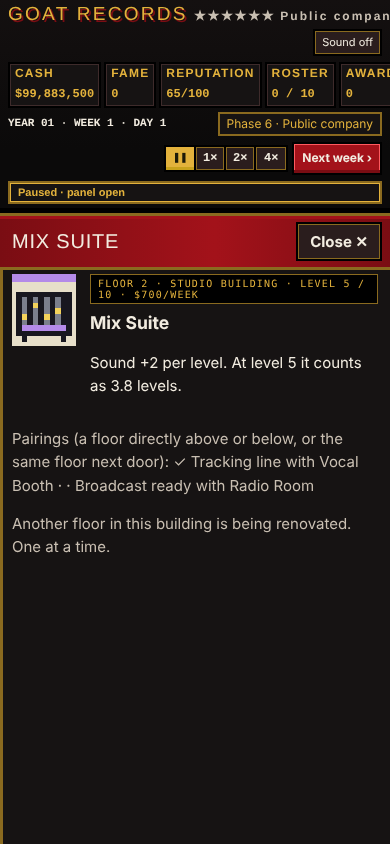 GOAT RECORDS ★★★★★★ Public compan
Sound off
CASH FAME REPUTATION ROSTER AWARD
$99,883,500 0 65/100 0 / 10 0
YEAR 01 · WEEK 1 · DAY 1
Phase 6 · Public company
1× 2× 4× Next week ›
Paused · panel open
MIX SUITE
Close ✕
FLOOR 2 · STUDIO BUILDING · LEVEL 5 /
10 · $700/WEEK
Mix Suite
Sound +2 per level. At level 5 it counts
as 3.8 levels.
Pairings (a floor directly above or below, or the
same floor next door): ✓ Tracking line with Vocal
Booth · · Broadcast ready with Radio Room
Another floor in this building is being renovated.
One at a time.